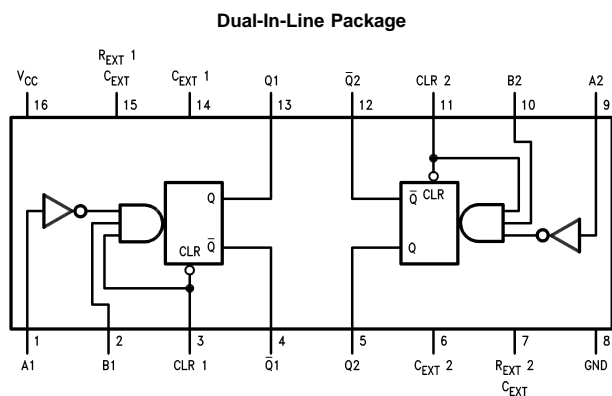 Dual-In-Line Package
R_EXT 1
V_CC C_EXT C_EXT 1 Q1 Q̅2 CLR 2 B2 A2
16 15 14 13 12 11 10 9
Q Q̅ CLR
Q̅ Q
CLR
1 2 3 4 5 6 7 8
A1 B1 CLR 1 Q̅1 Q2 C_EXT 2 R_EXT 2 GND
C_EXT